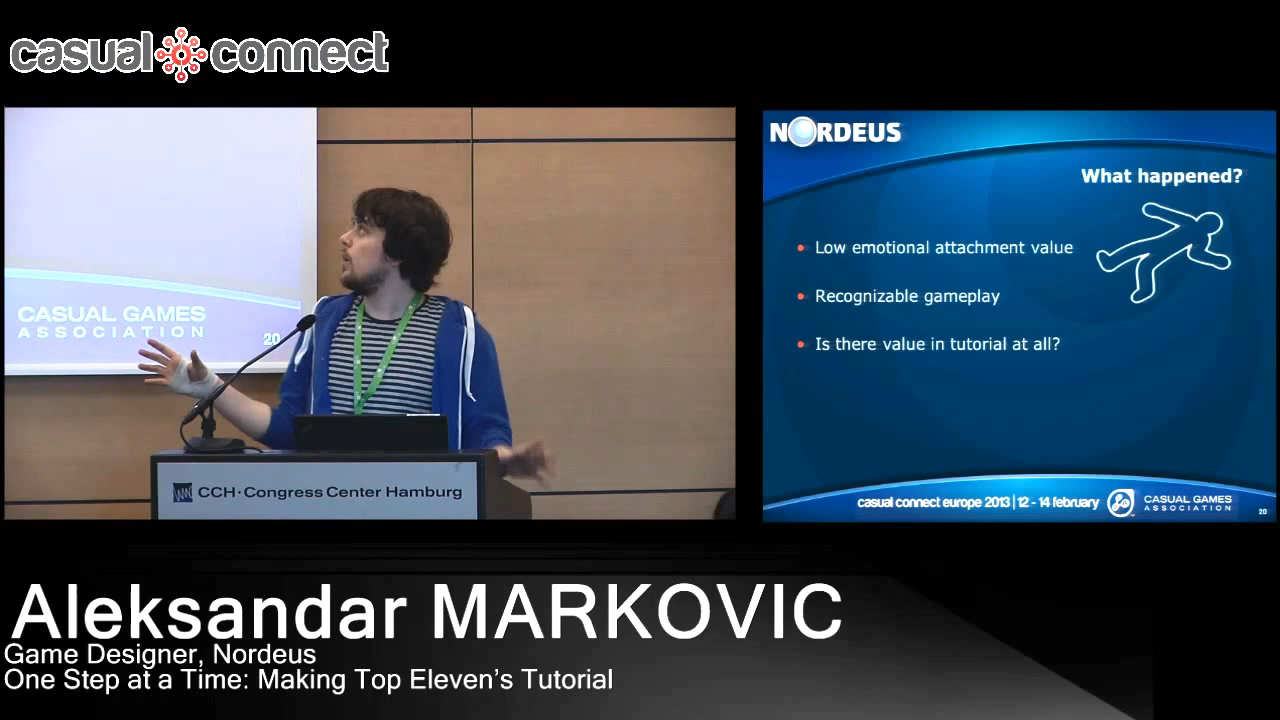 casual connect
CASUAL GAMES
ASSOCIATION
20
CCH·Congress Center Hamburg
NORDEUS
What happened?
Low emotional attachment value
Recognizable gameplay
Is there value in tutorial at all?
casual connect europe 2013 | 12 - 14 february
CASUAL GAMES
ASSOCIATION
20
Aleksandar MARKOVIC
Game Designer, Nordeus
One Step at a Time: Making Top Eleven's Tutorial